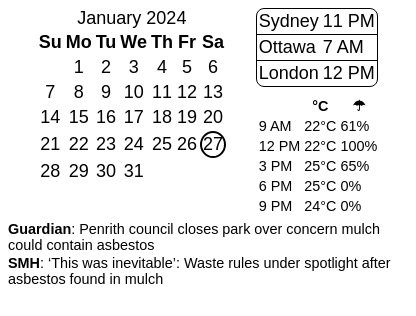 January 2024
Su Mo Tu We Th Fr Sa
1 2 3 4 5 6
7 8 9 10 11 12 13
14 15 16 17 18 19 20
21 22 23 24 25 26 27
28 29 30 31
Sydney 11 PM
Ottawa 7 AM
London 12 PM
°C ☂
9 AM 22°C 61%
12 PM 22°C 100%
3 PM 25°C 65%
6 PM 25°C 0%
9 PM 24°C 0%
Guardian: Penrith council closes park over concern mulch
could contain asbestos
SMH: ‘This was inevitable’: Waste rules under spotlight after
asbestos found in mulch